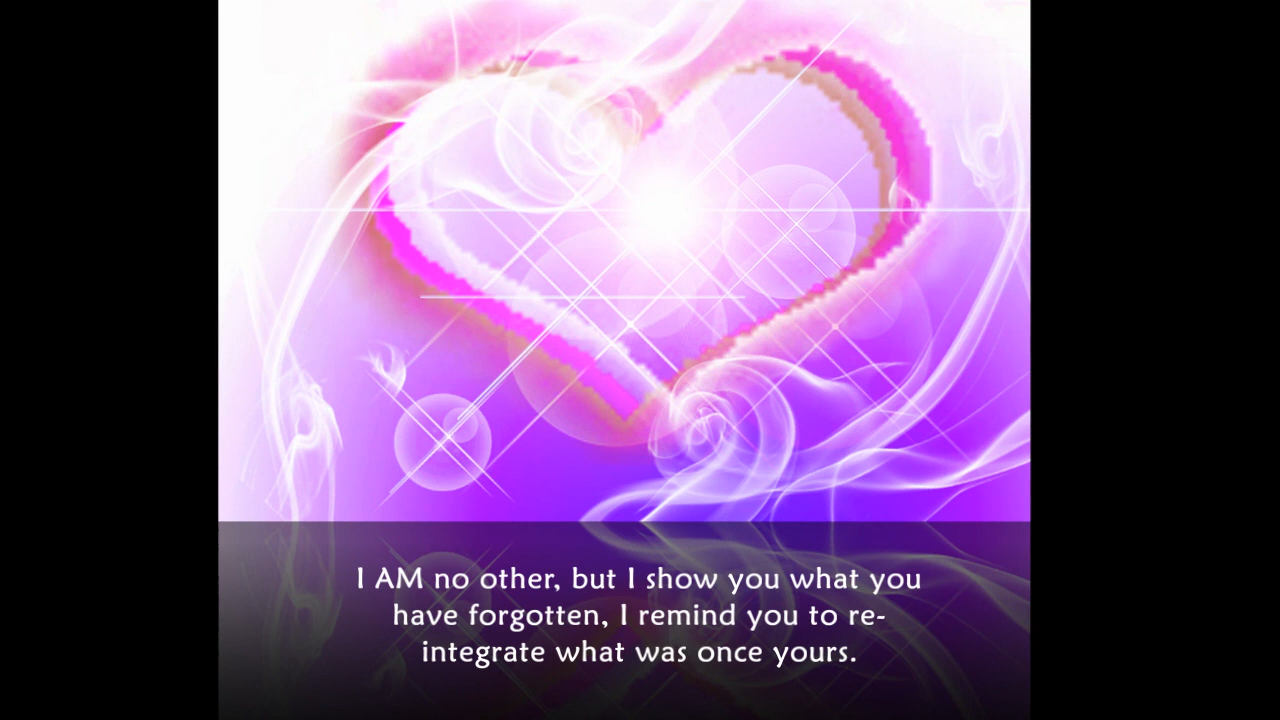 I AM no other, but I show you what you
have forgotten, I remind you to re-
integrate what was once yours.